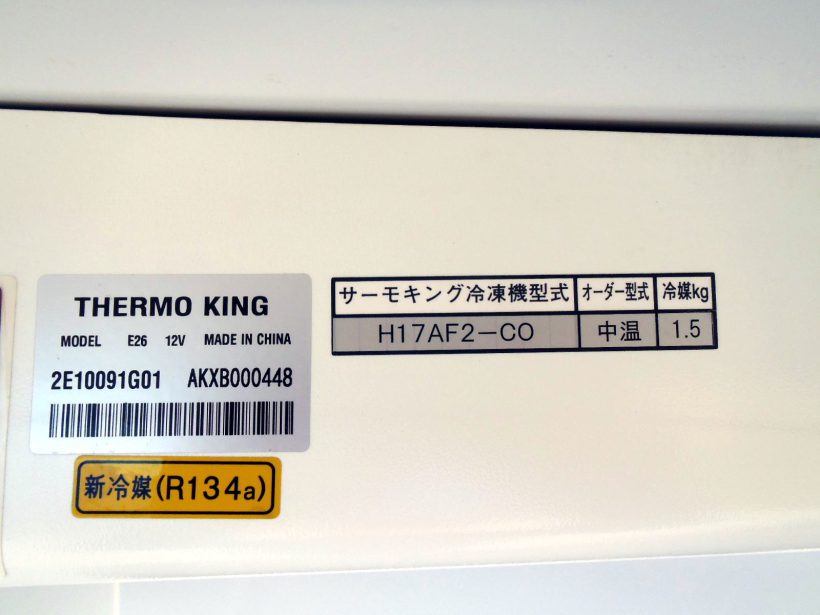 THERMO KING
MODEL E26 12V MADE IN CHINA
2E10091G01 AKXB000448
新冷媒(R134a)
サーモキング冷凍機型式 オーダー型式 冷媒kg
H17AF2-CO 中温 1.5